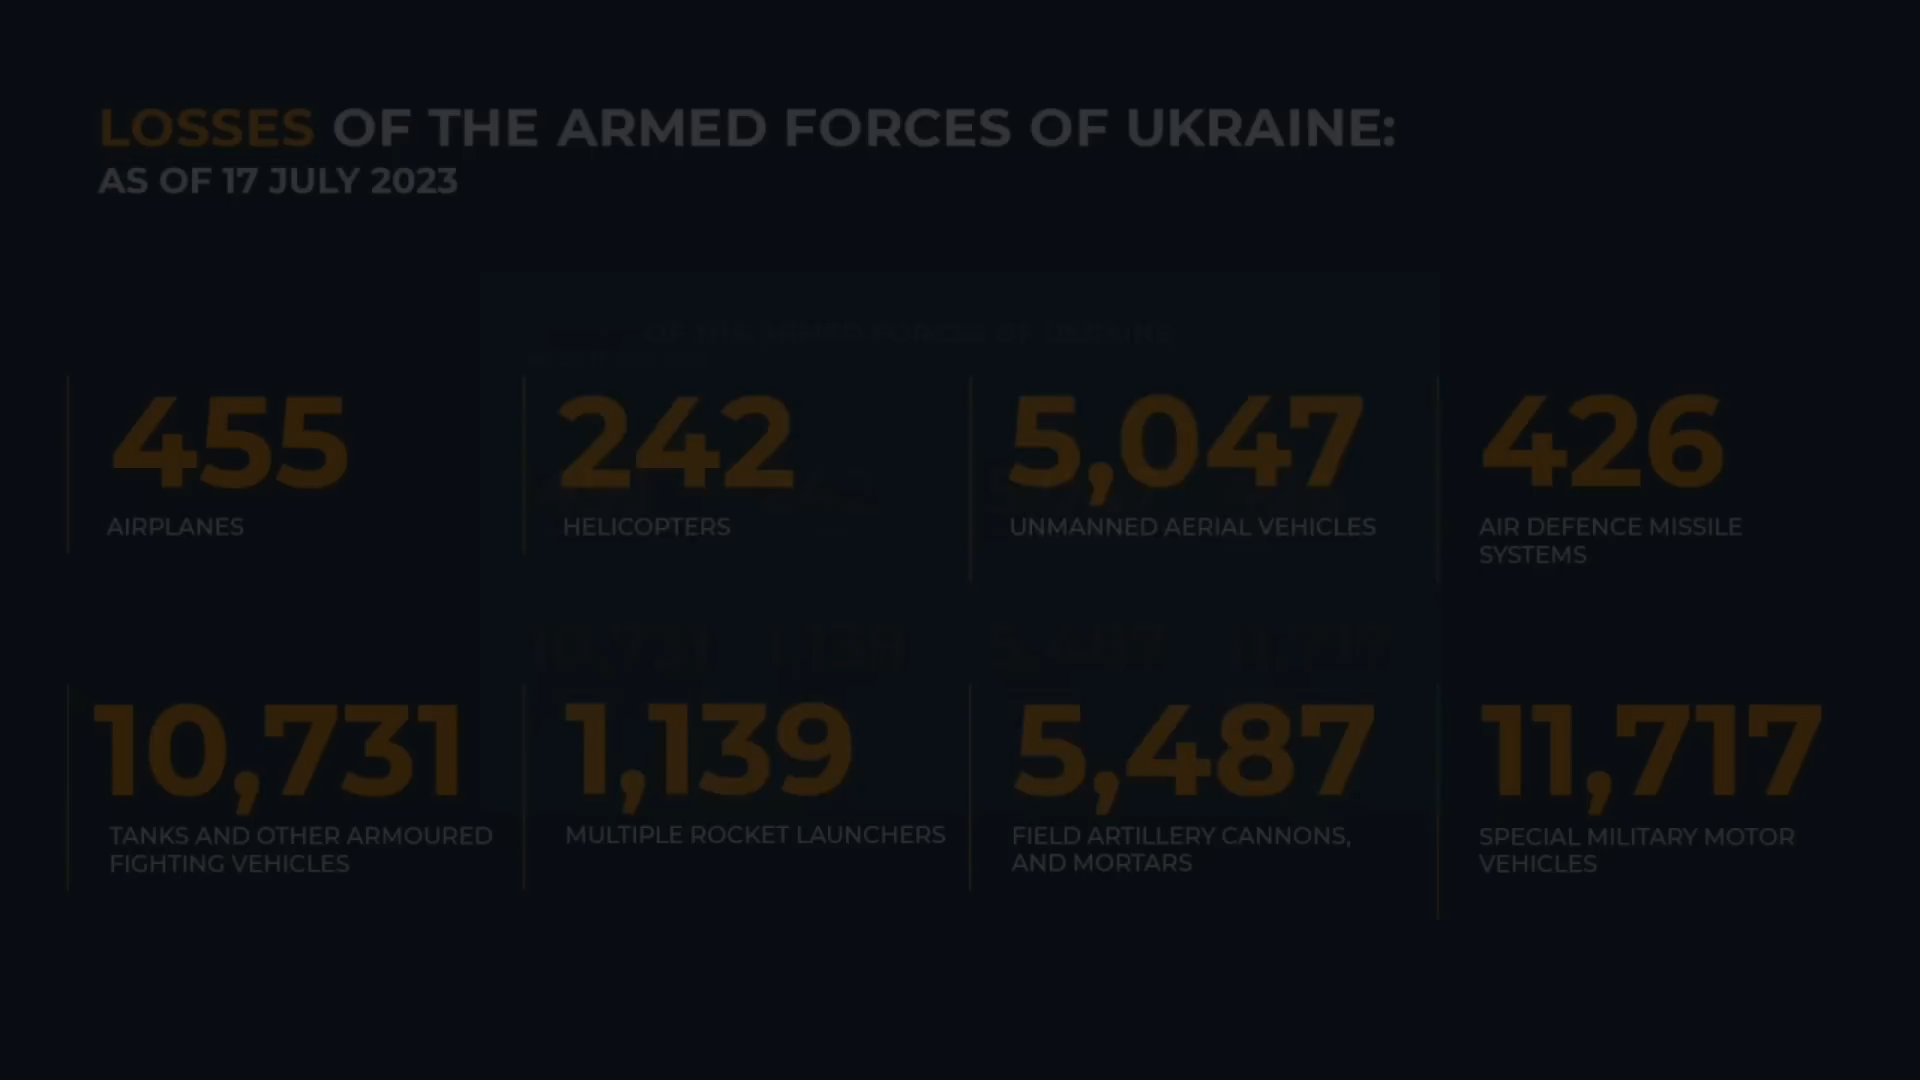 LOSSES OF THE ARMED FORCES OF UKRAINE:
AS OF 17 JULY 2023
455
AIRPLANES
242
HELICOPTERS
5,047
UNMANNED AERIAL VEHICLES
426
AIR DEFENCE MISSILE
SYSTEMS
10,731
TANKS AND OTHER ARMOURED
FIGHTING VEHICLES
1,139
MULTIPLE ROCKET LAUNCHERS
5,487
FIELD ARTILLERY CANNONS,
AND MORTARS
11,717
SPECIAL MILITARY MOTOR
VEHICLES